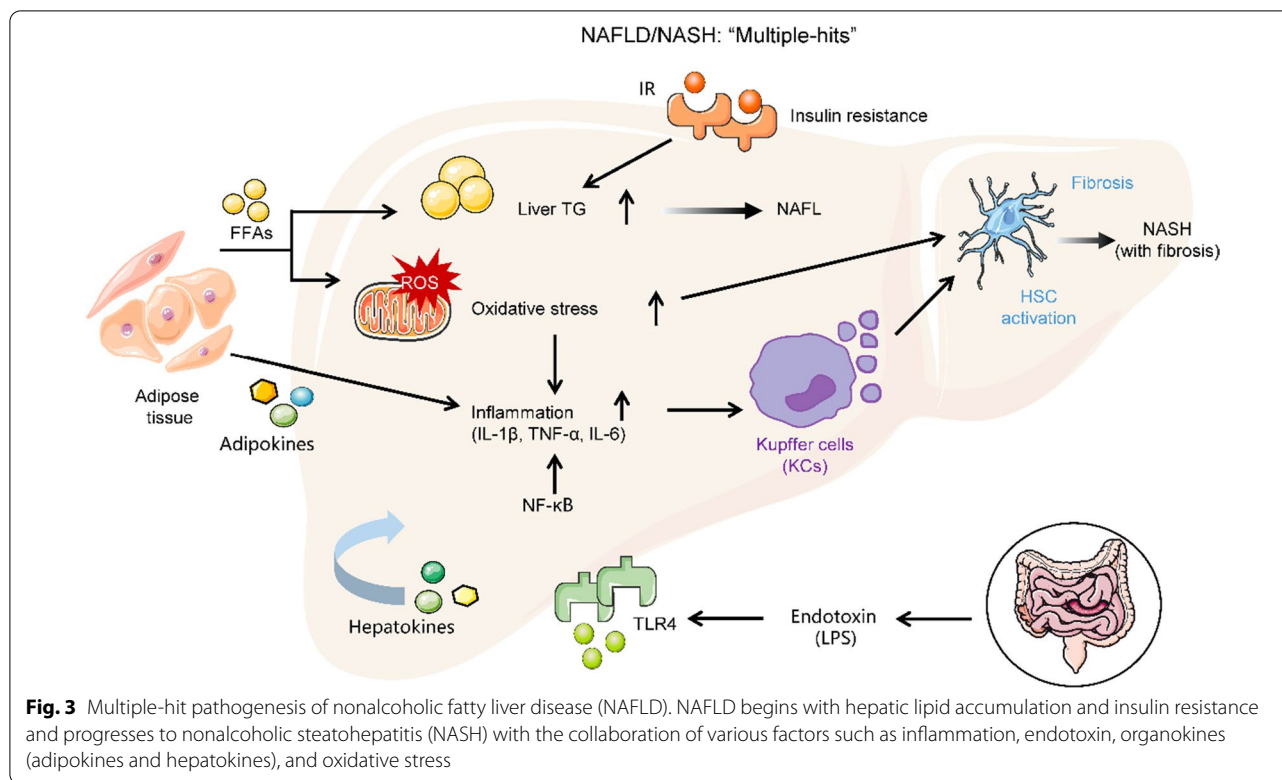 NAFLD/NASH: “Multiple-hits”
IR
Insulin resistance
FFAs
Liver TG
NAFL
Fibrosis
NASH
(with fibrosis)
HSC
activation
ROS
Oxidative stress
Adipose
tissue
Adipokines
Inflammation
(IL-1β, TNF-α, IL-6)
Kupffer cells
(KCs)
NF-κB
Hepatokines
TLR4
Endotoxin
(LPS)
Fig. 3 Multiple-hit pathogenesis of nonalcoholic fatty liver disease (NAFLD). NAFLD begins with hepatic lipid accumulation and insulin resistance
and progresses to nonalcoholic steatohepatitis (NASH) with the collaboration of various factors such as inflammation, endotoxin, organokines
(adipokines and hepatokines), and oxidative stress